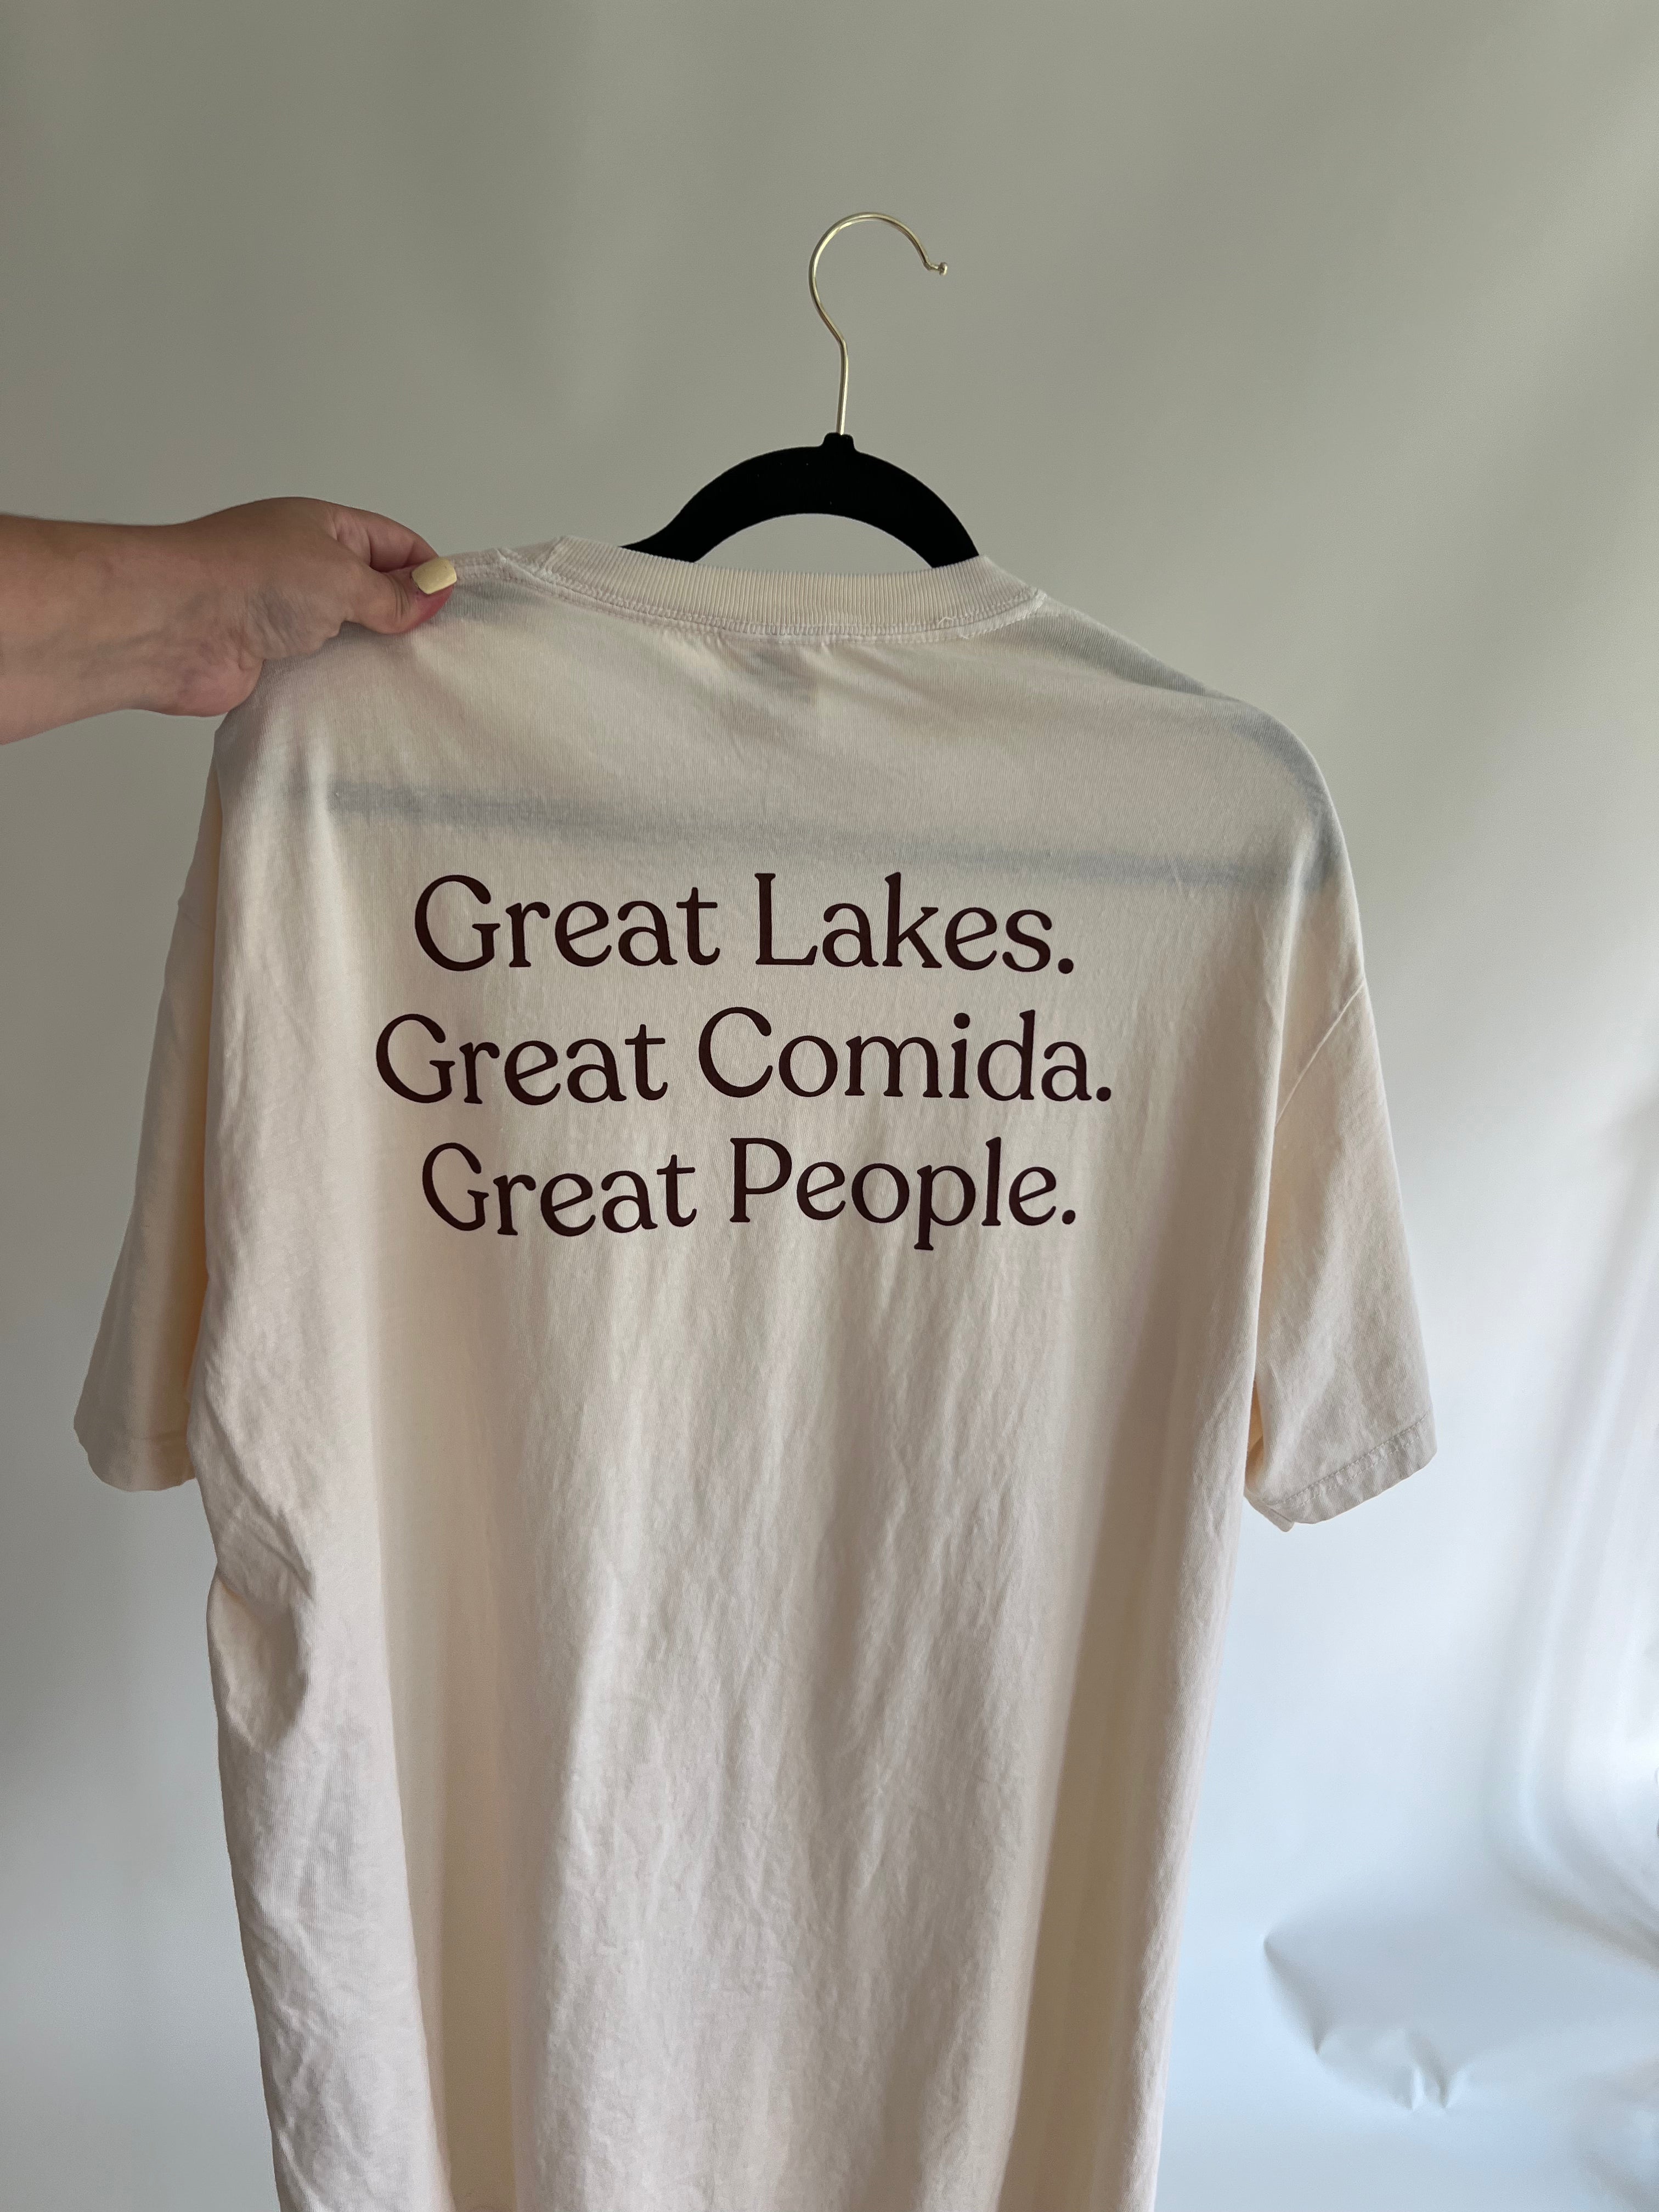 Great Lakes.
Great Comida.
Great People.